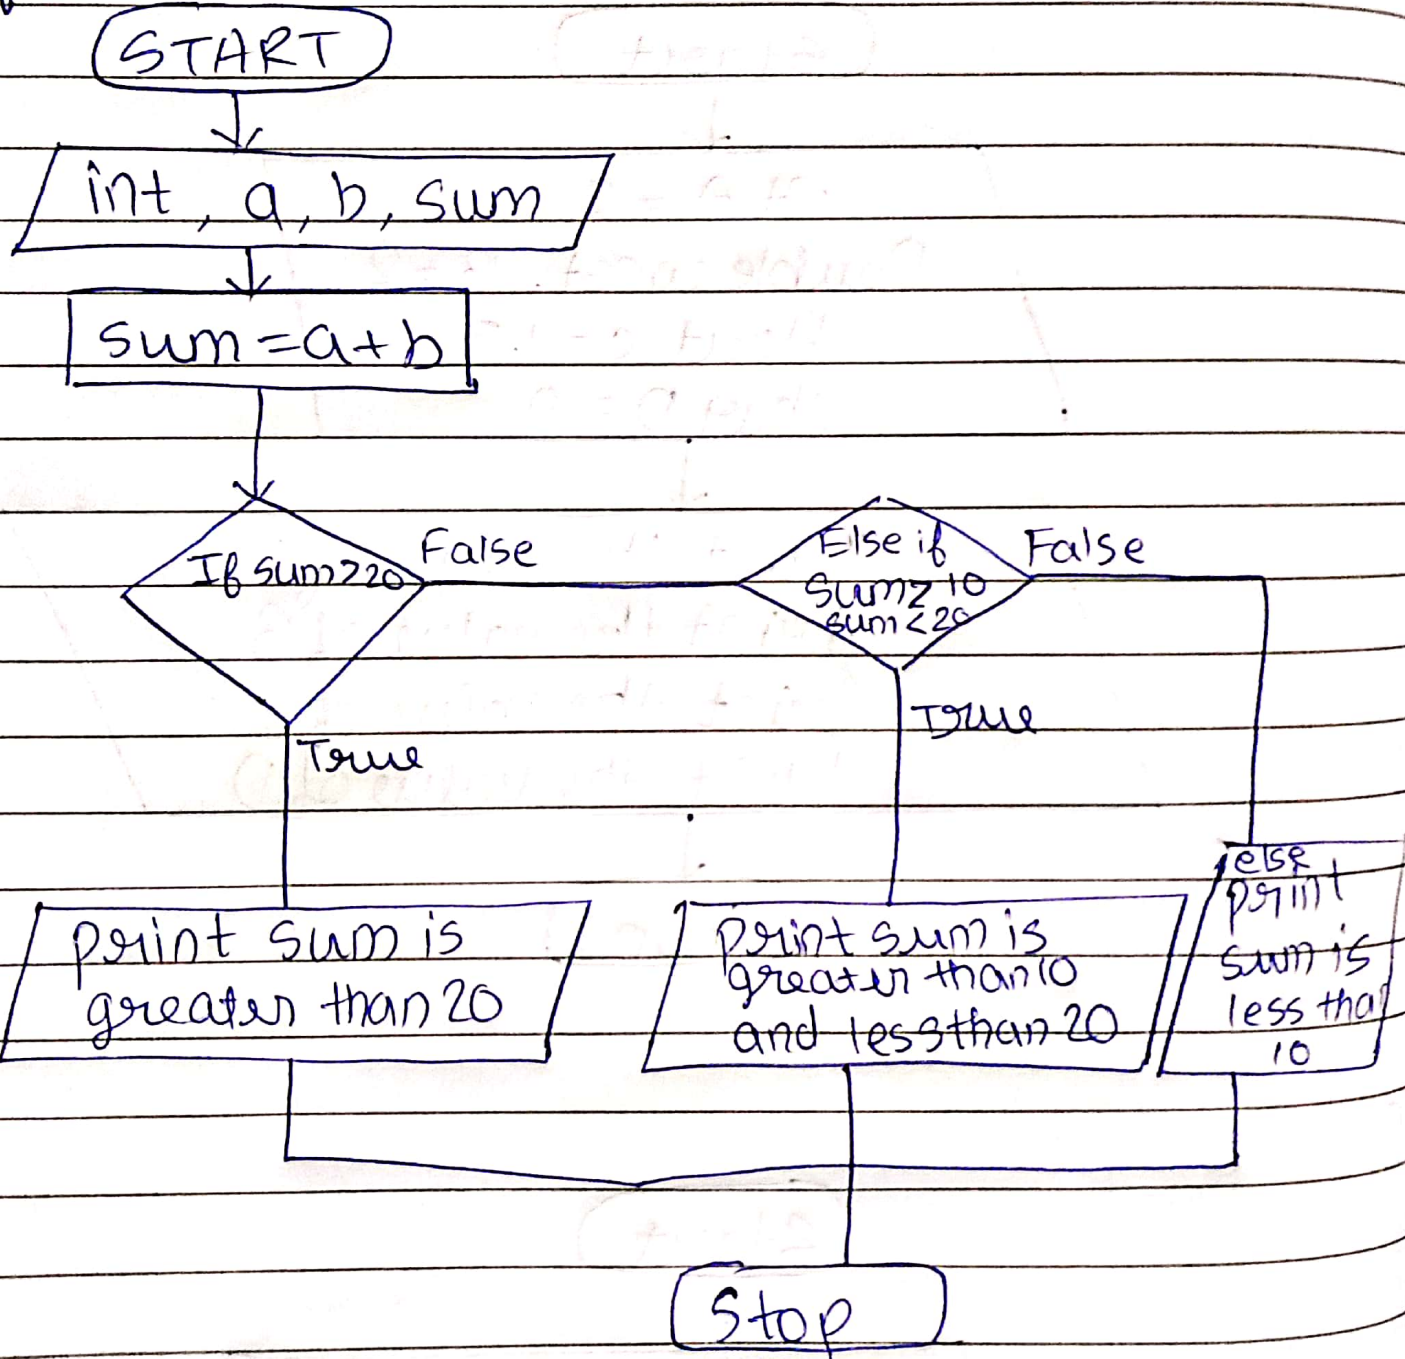 START
int, a, b, sum
sum=a+b
If sum>20
False
Else if
sum> 10
sum<20
False
True
True
print sum is
greater than 20
print sum is
greater than 10
and less than 20
else
print
sum is
less tha
10
Stop